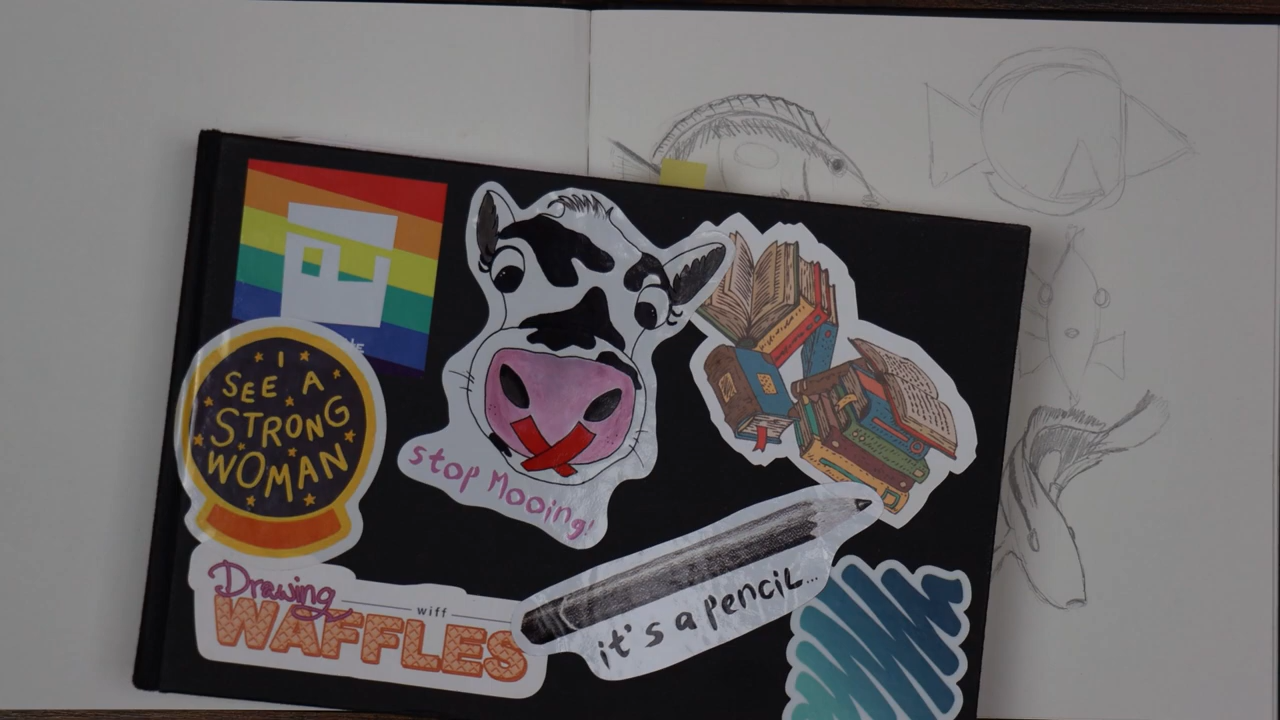 I
SEE A
STRONG
WOMAN
stop Mooing!
Drawing
wiff
WAFFLES
it's a pencil...